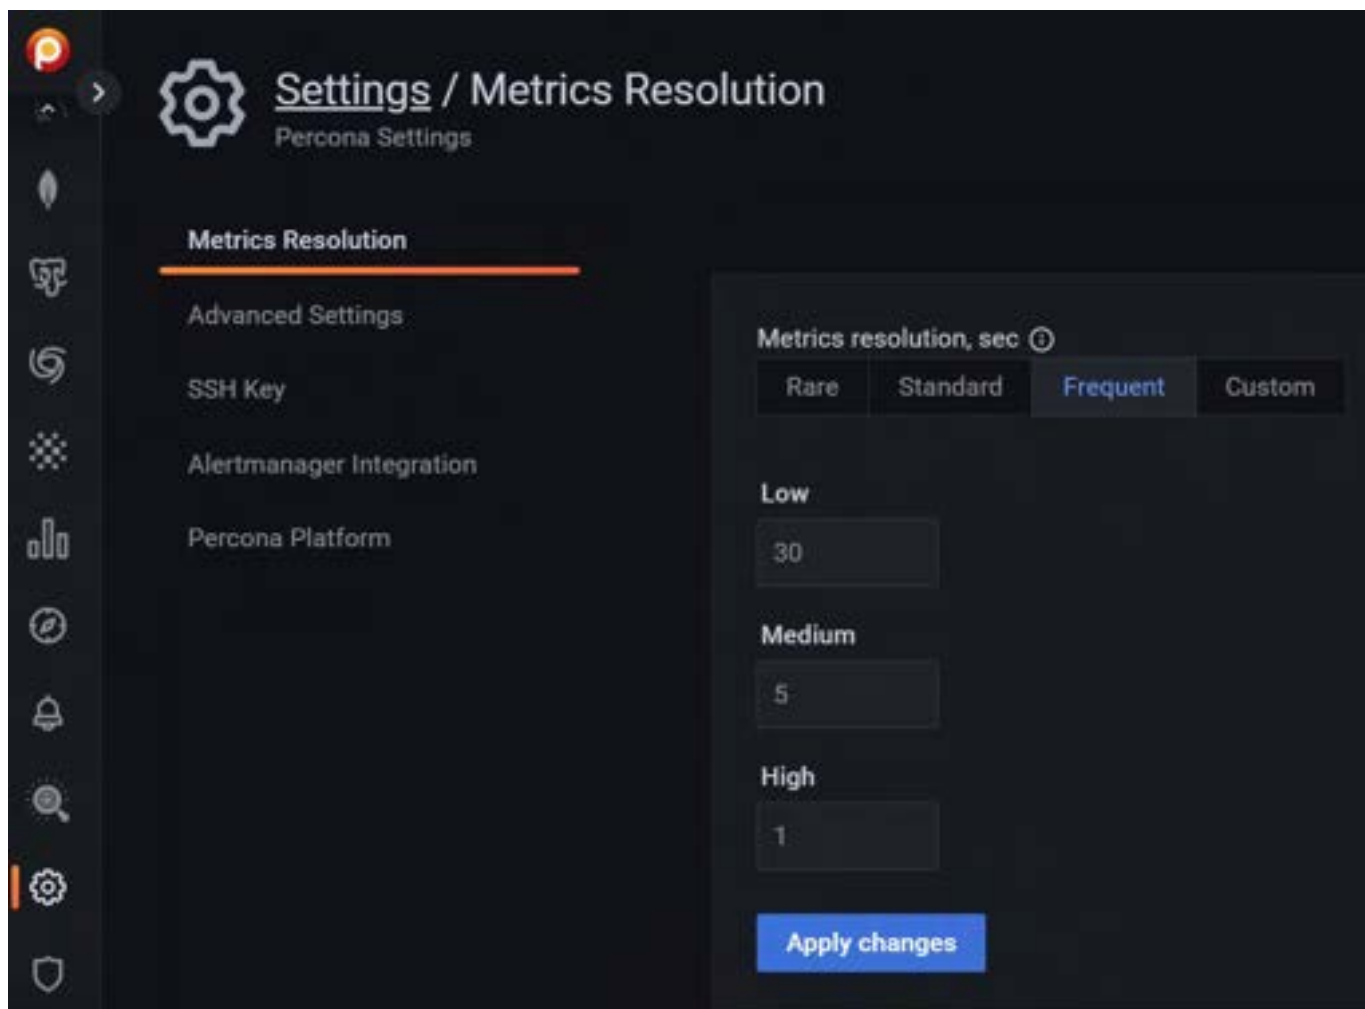 Settings / Metrics Resolution
Percona Settings
Metrics Resolution
Advanced Settings
SSH Key
Alertmanager Integration
Percona Platform
Metrics resolution, sec
Rare Standard Frequent Custom
Low
30
Medium
5
High
1
Apply changes